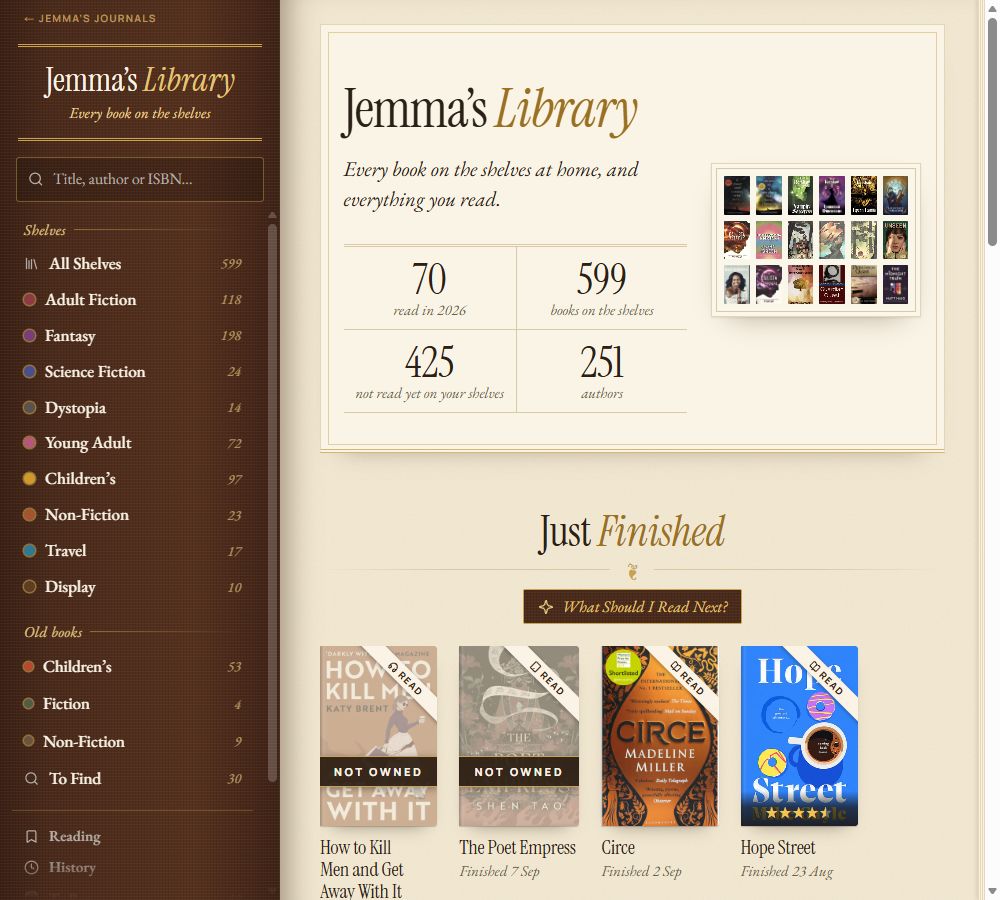 ← JEMMA'S JOURNALS
Jemma's Library
Every book on the shelves
Title, author or ISBN...
Shelves
All Shelves 599
Adult Fiction 118
Fantasy 198
Science Fiction 24
Dystopia 14
Young Adult 72
Children's 97
Non-Fiction 23
Travel 17
Display 10
Old books
Children's 53
Fiction 4
Non-Fiction 9
To Find 30
Reading
History
Jemma's Library
Every book on the shelves at home, and
everything you read.
70
read in 2026
599
books on the shelves
425
not read yet on your shelves
251
authors
Just Finished
What Should I Read Next?
READ
HOW TO
KILL ME
KATY BRENT
NOT OWNED
GET AWAY
WITH IT
How to Kill
Men and Get
Away With It
READ
THE
NOT OWNED
SHEN TAO
The Poet Empress
Finished 7 Sep
READ
Shortlisted
CIRCE
MADELINE
MILLER
Circe
Finished 2 Sep
READ
Hope
Street
Hope Street
Finished 23 Aug